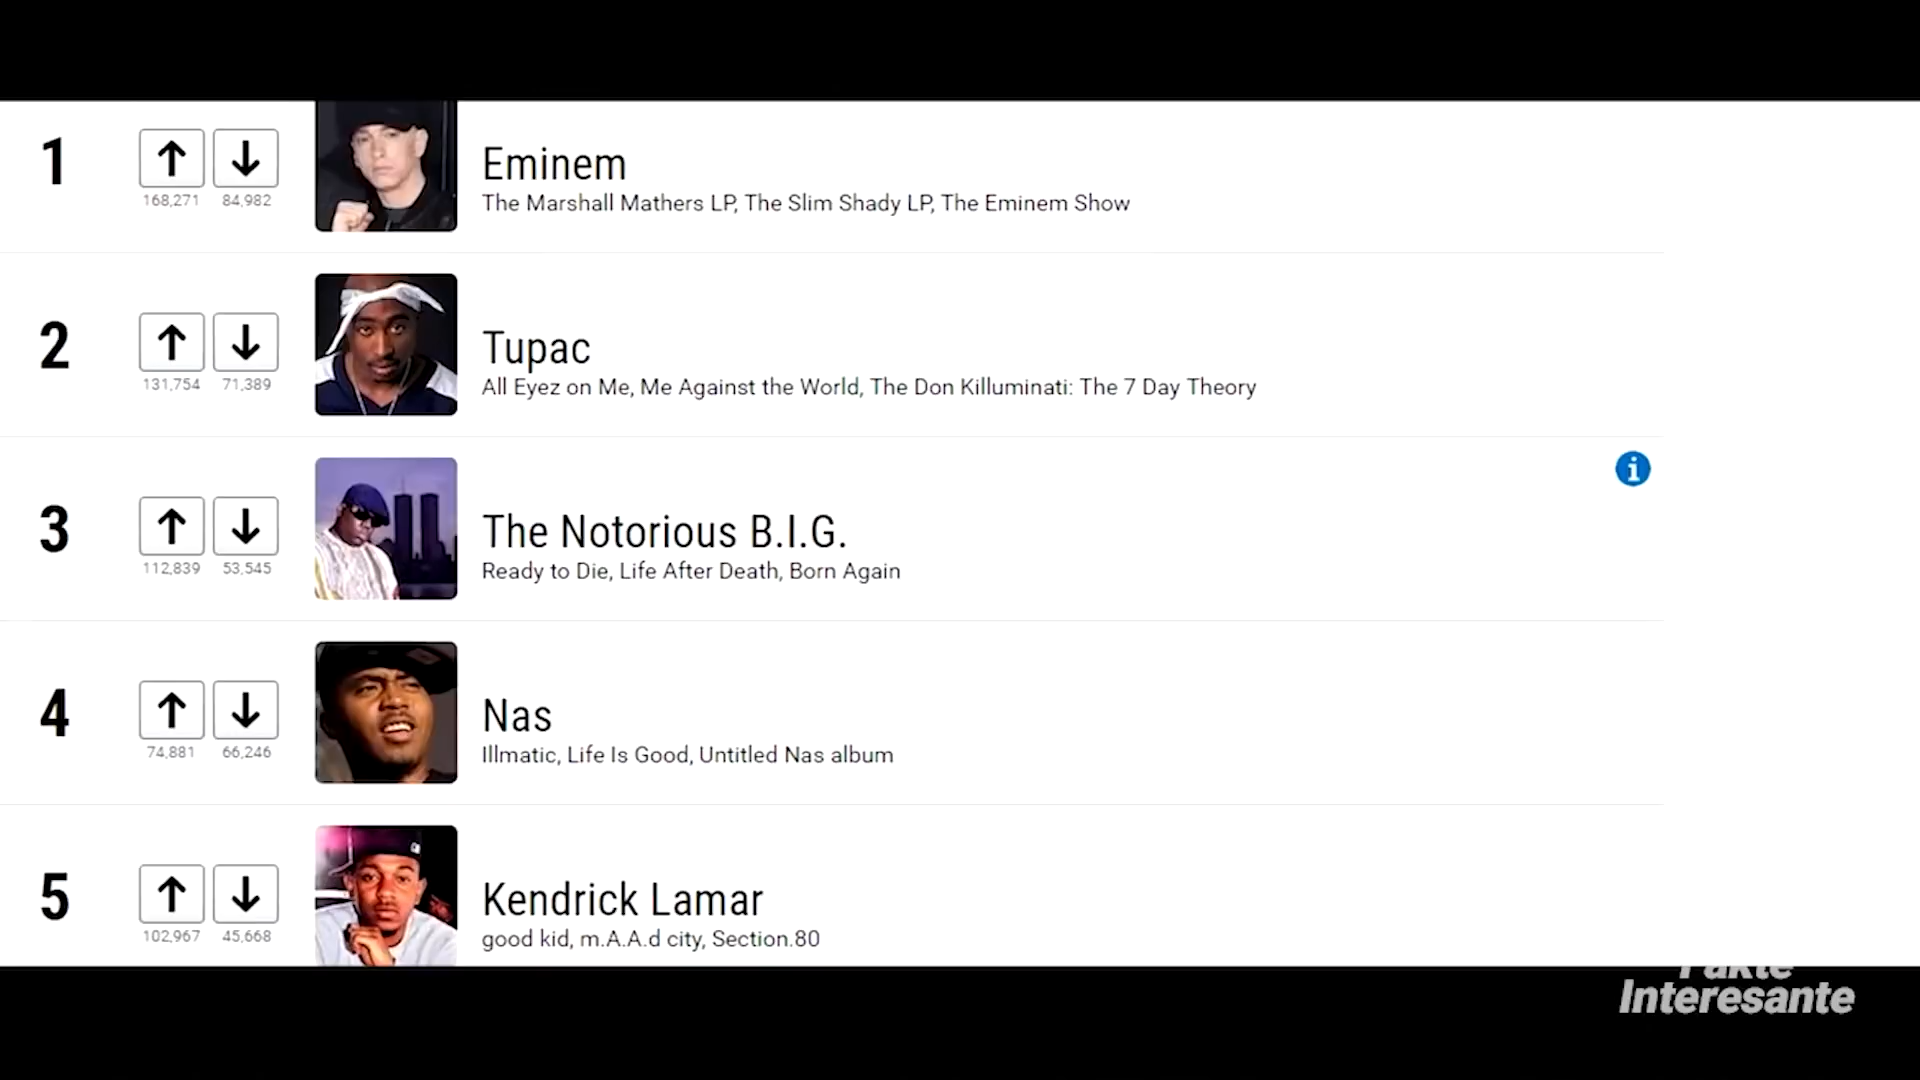 1
168,271 84,982
Eminem
The Marshall Mathers LP, The Slim Shady LP, The Eminem Show
2
131,754 71,389
Tupac
All Eyez on Me, Me Against the World, The Don Killuminati: The 7 Day Theory
3
112,839 53,545
The Notorious B.I.G.
Ready to Die, Life After Death, Born Again
4
74,881 66,246
Nas
Illmatic, Life Is Good, Untitled Nas album
5
102,967 45,668
Kendrick Lamar
good kid, m.A.A.d city, Section.80
Fakte
Interesante